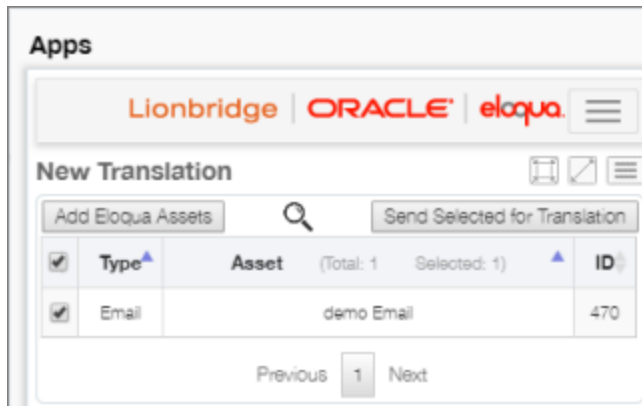 Apps
Lionbridge | ORACLE | eloqua.
New Translation
Add Eloqua Assets Send Selected for Translation
Type Asset (Total: 1 Selected: 1) ID
Email demo Email 470
Previous 1 Next